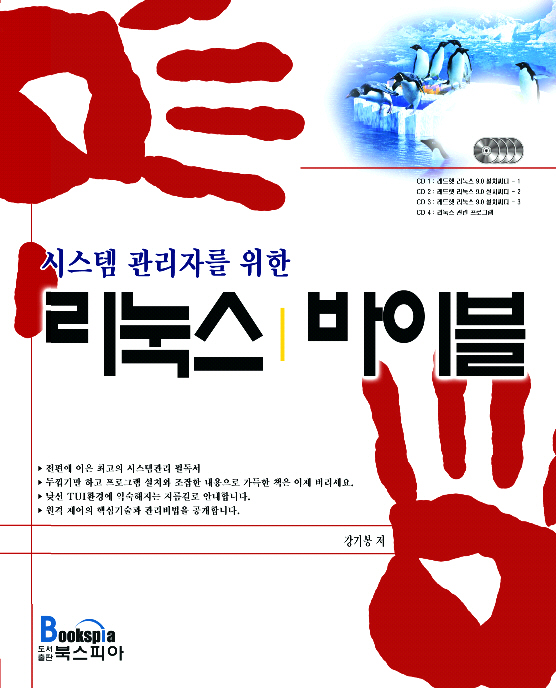 CD 1 : 레드햇 리눅스 9.0 설치씨디 - 1
CD 2 : 레드햇 리눅스 9.0 설치씨디 - 2
CD 3 : 레드햇 리눅스 9.0 설치씨디 - 3
CD 4 : 리눅스 관련 프로그램
시스템 관리자를 위한
리눅스 | 바이블
▶ 전편에 이은 최고의 시스템관리 필독서
▶ 두껍기만 하고 프로그램 설치와 조잡한 내용으로 가득한 책은 이제 버리세요.
▶ 낯선 TUI환경에 익숙해지는 지름길로 안내합니다.
▶ 원격 제어의 핵심기술과 관리비법을 공개합니다.
강기봉 저
Bookspia
도서출판 북스피아